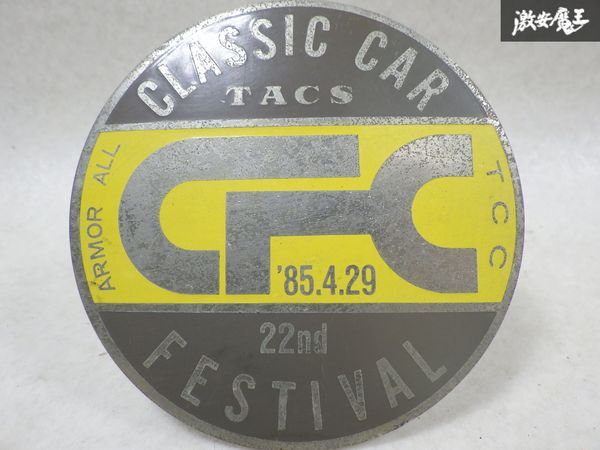 激安魔王
CLASSIC CAR
TACS
ARMOR ALL
CFC
TCC
'85.4.29
22nd
FESTIVAL